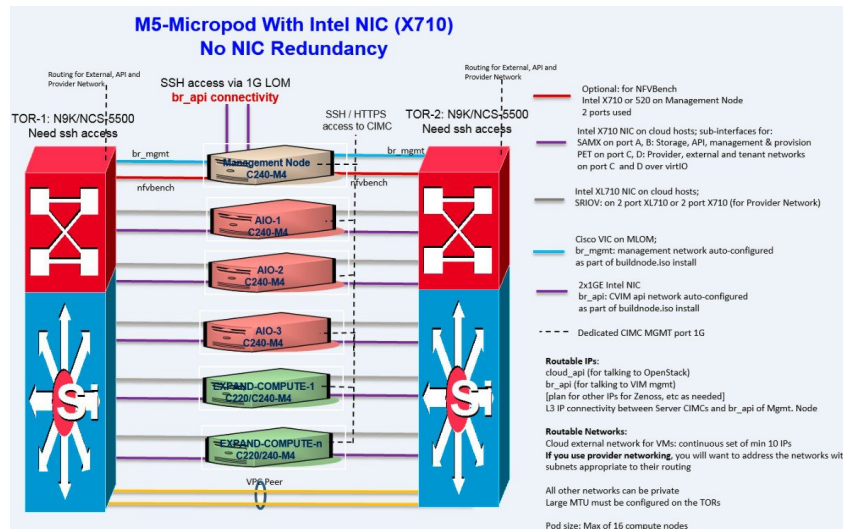 M5-Micropod With Intel NIC (X710)
No NIC Redundancy
Routing for External, API and
Provider Network
SSH access via 1G LOM
br_api connectivity
Routing for External, API and
Provider Network
TOR-1: N9K/NCS-5500
Need ssh access
SSH / HTTPS
access to CIMC
TOR-2: N9K/NCS-5500
Need ssh access
br_mgmt
Management Node
C240-M4
br_mgmt
nfvbench
nfvbench
AIO-1
C240-M4
AIO-2
C240-M4
AIO-3
C240-M4
EXPAND-COMPUTE-1
C220/C240-M4
EXPAND-COMPUTE-n
C220/240-M4
Si
Si
VPC Peer
Optional: for NFVBench
Intel X710 or 520 on Management Node
2 ports used
Intel X710 NIC on cloud hosts; sub-interfaces for:
SAMX on port A, B: Storage, API, management & provision
PET on port C, D: Provider, external and tenant networks
on port C and D over virtIO
Intel XL710 NIC on cloud hosts;
SRIOV: on 2 port XL710 or 2 port X710 (for Provider Network)
Cisco VIC on MLOM;
br_mgmt: management network auto-configured
as part of buildnode.iso install
2x1GE Intel NIC
br_api: CVIM api network auto-configured
as part of buildnode.iso install
Dedicated CIMC MGMT port 1G
Routable IPs:
cloud_api (for talking to OpenStack)
br_api (for talking to VIM mgmt)
[plan for other IPs for Zenoss, etc as needed]
L3 IP connectivity between Server CIMCs and br_api of Mgmt. Node
Routable Networks:
Cloud external network for VMs: continuous set of min 10 IPs
If you use provider networking, you will want to address the networks wit
subnets appropriate to their routing
All other networks can be private
Large MTU must be configured on the TORs
Pod size: Max of 16 compute nodes